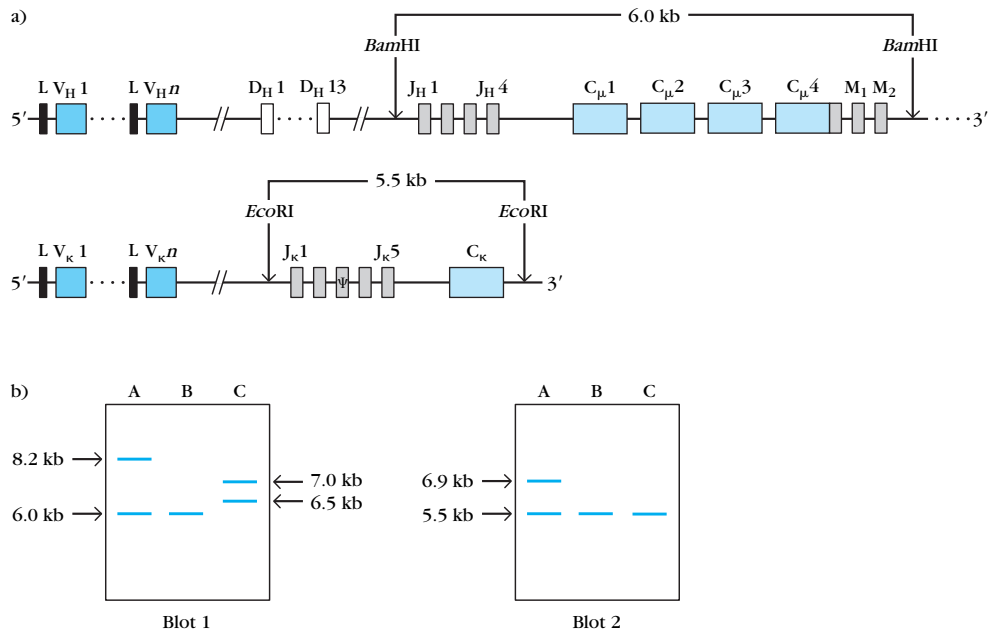 a)
6.0 kb
BamHI BamHI
L V_H 1 L V_H n D_H 1 D_H 13 J_H 1 J_H 4 C_μ1 C_μ2 C_μ3 C_μ4 M_1 M_2
5′ 3′
5.5 kb
EcoRI EcoRI
L V_κ 1 L V_κ n J_κ1 J_κ5 C_κ
5′ Ψ 3′
b)
A B C
8.2 kb
7.0 kb
6.5 kb
6.0 kb
Blot 1
A B C
6.9 kb
5.5 kb
Blot 2